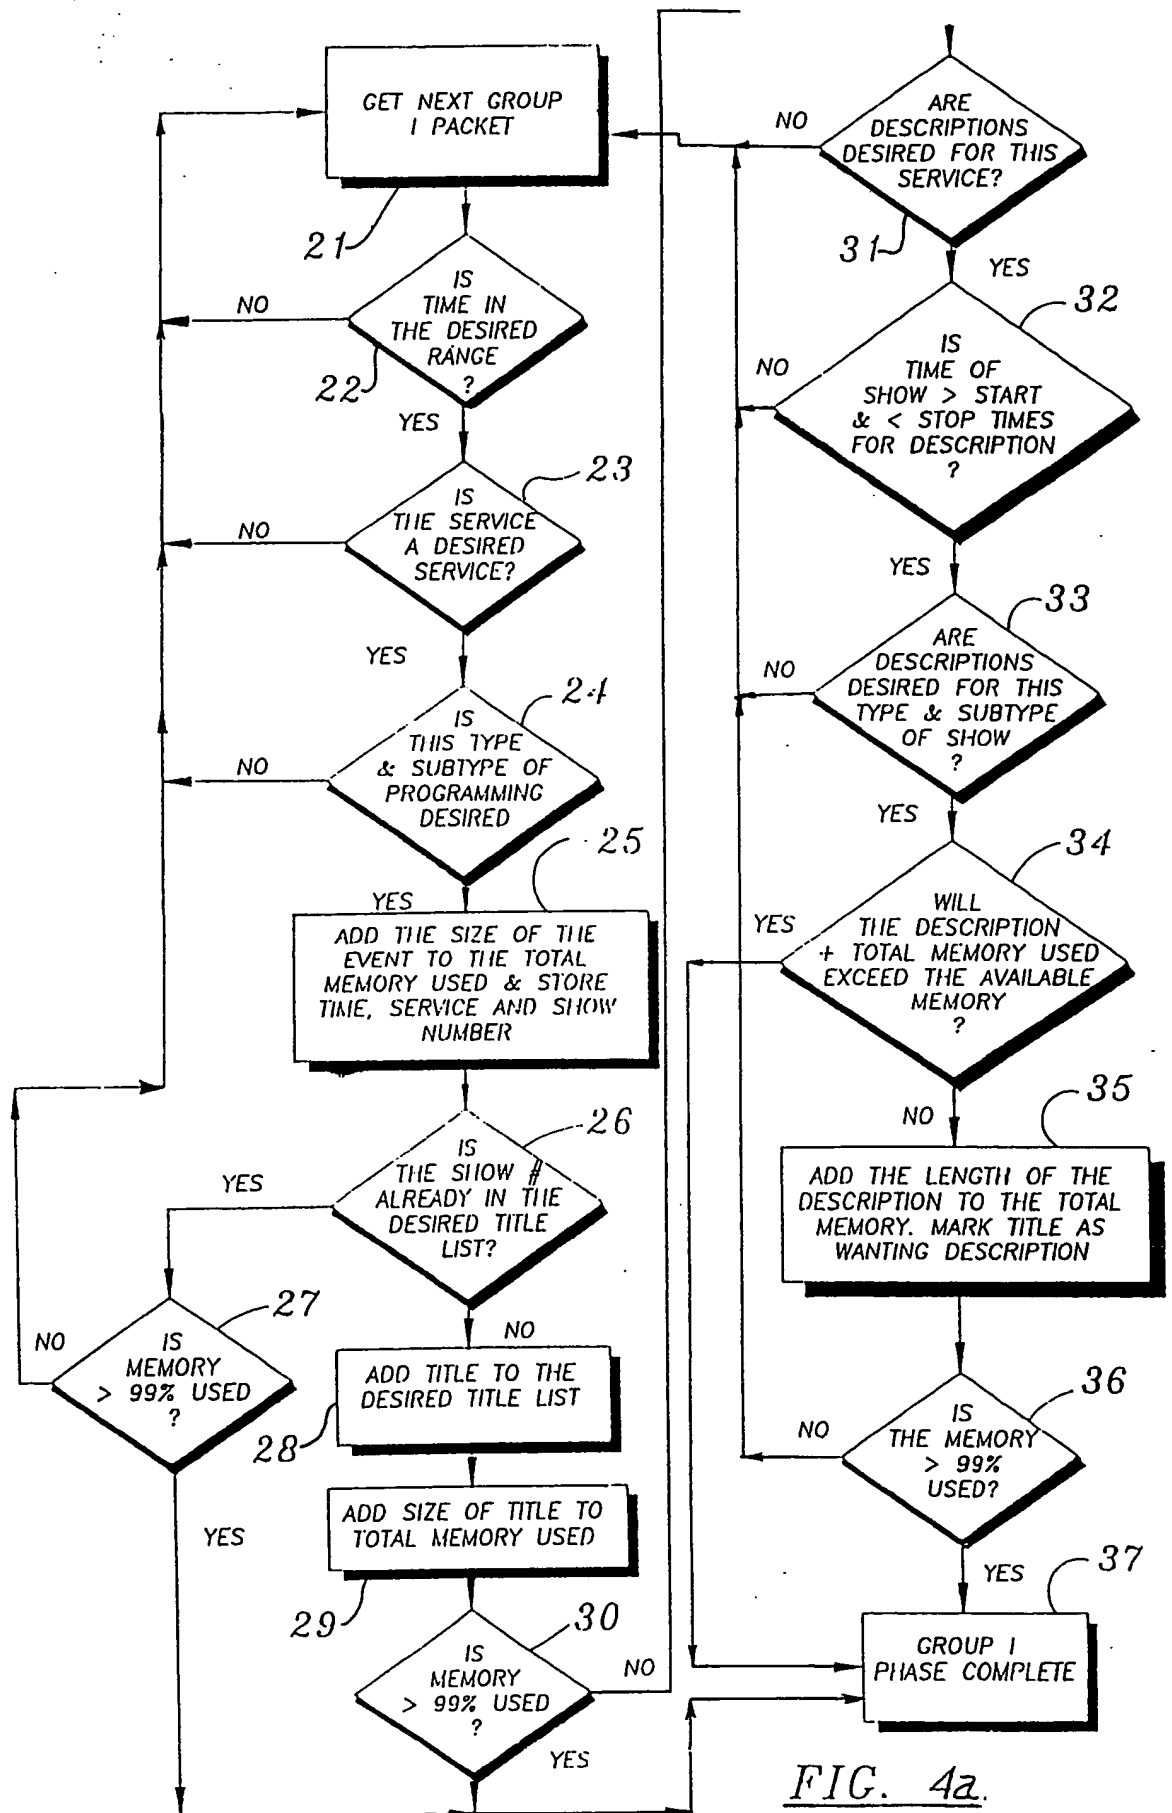 GET NEXT GROUP
I PACKET
21
IS
TIME IN
THE DESIRED
RANGE
?
22
NO
YES
23
IS
THE SERVICE
A DESIRED
SERVICE?
NO
YES
24
IS
THIS TYPE
& SUBTYPE OF
PROGRAMMING
DESIRED
NO
YES
25
ADD THE SIZE OF THE
EVENT TO THE TOTAL
MEMORY USED & STORE
TIME, SERVICE AND SHOW
NUMBER
26
IS
THE SHOW #
ALREADY IN THE
DESIRED TITLE
LIST?
YES
NO
27
IS
MEMORY
> 99% USED
?
NO
YES
ADD TITLE TO THE
DESIRED TITLE LIST
28
ADD SIZE OF TITLE TO
TOTAL MEMORY USED
29
30
IS
MEMORY
> 99% USED
?
NO
YES
ARE
DESCRIPTIONS
DESIRED FOR THIS
SERVICE?
NO
31
YES
32
IS
TIME OF
SHOW > START
& < STOP TIMES
FOR DESCRIPTION
?
NO
YES
33
ARE
DESCRIPTIONS
DESIRED FOR THIS
TYPE & SUBTYPE
OF SHOW
?
NO
YES
34
WILL
THE DESCRIPTION
+ TOTAL MEMORY USED
EXCEED THE AVAILABLE
MEMORY
?
YES
NO
35
ADD THE LENGTH OF THE
DESCRIPTION TO THE TOTAL
MEMORY. MARK TITLE AS
WANTING DESCRIPTION
36
IS
THE MEMORY
> 99%
USED?
NO
YES
37
GROUP I
PHASE COMPLETE
FIG. 4a.